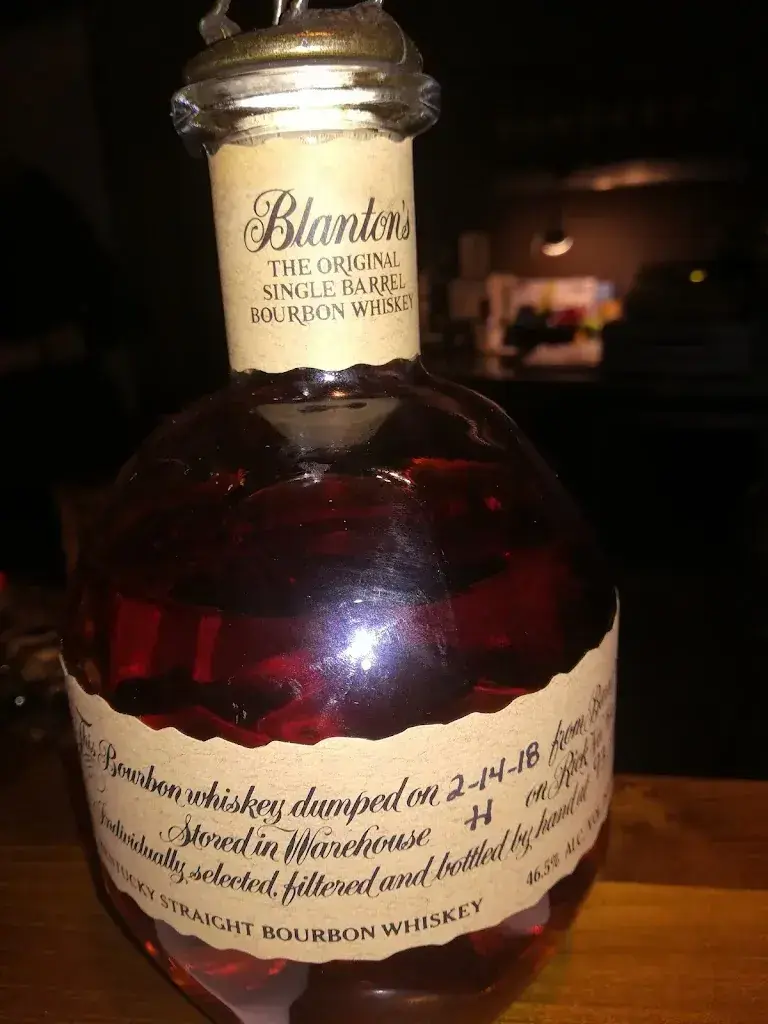 Blanton's
THE ORIGINAL
SINGLE BARREL
BOURBON WHISKEY
This Bourbon whiskey dumped on 2-14-18 from
Stored in Warehouse H on Rick
Individually selected, filtered and bottled by hand at
KENTUCKY STRAIGHT BOURBON WHISKEY 46.5% ALC.